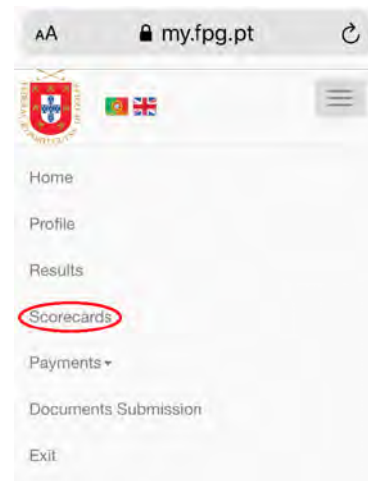 AA my.fpg.pt
Home
Profile
Results
Scorecards
Payments
Documents Submission
Exit